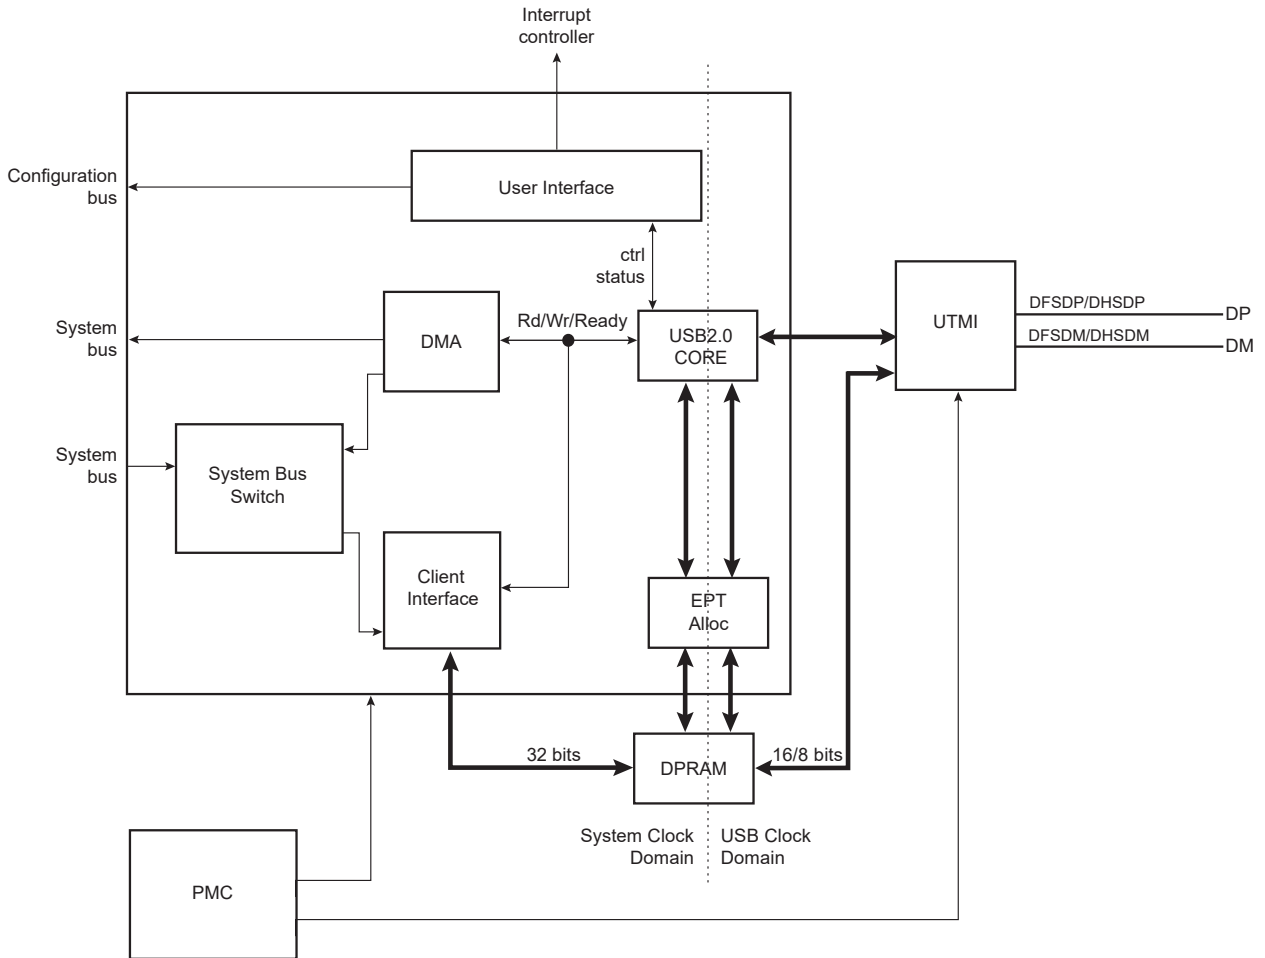 Interrupt
controller
Configuration
bus
User Interface
ctrl
status
System
bus
DMA
Rd/Wr/Ready
USB2.0
CORE
UTMI
DFSDP/DHSDP
DP
DFSDM/DHSDM
DM
System
bus
System Bus
Switch
Client
Interface
EPT
Alloc
32 bits
DPRAM
16/8 bits
System Clock
Domain
USB Clock
Domain
PMC